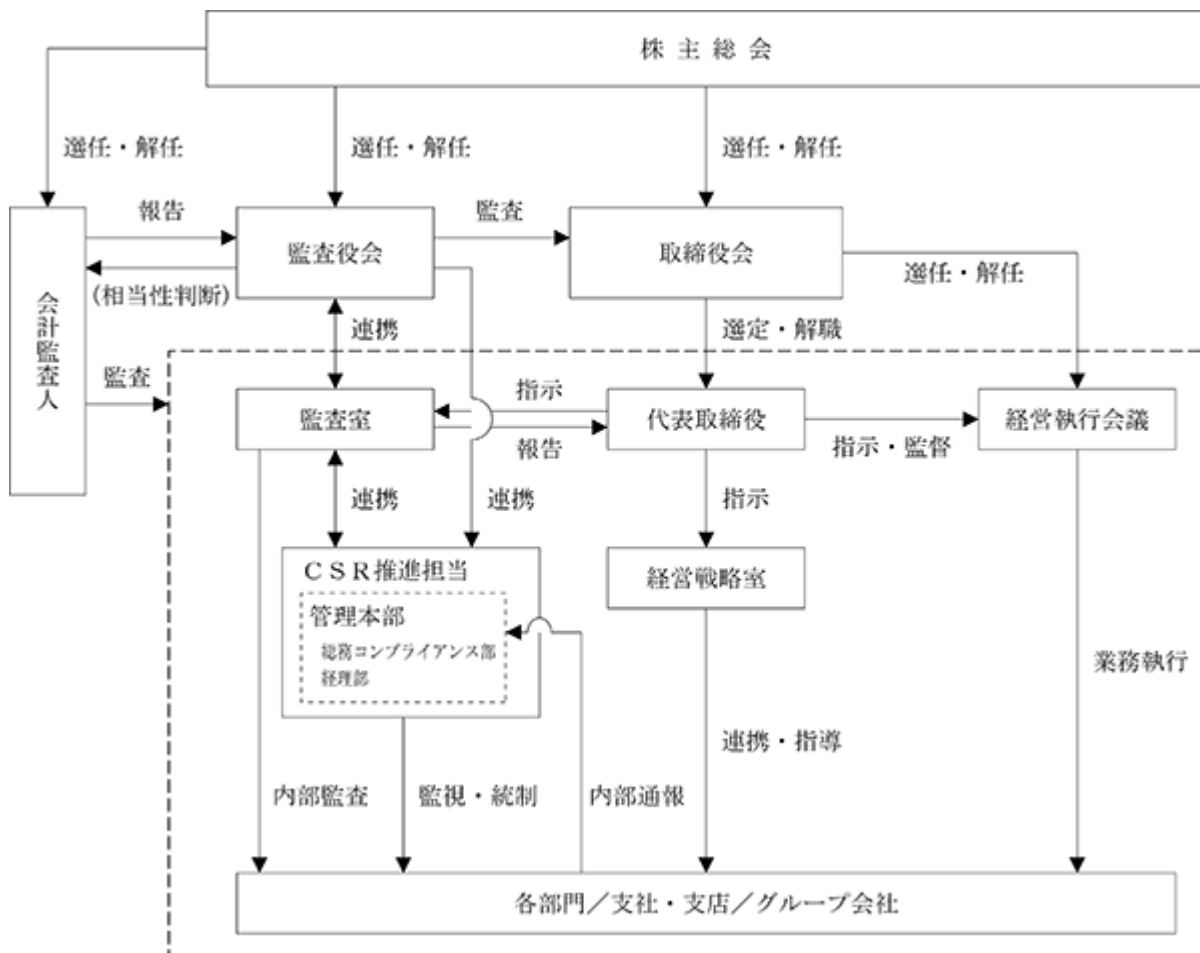 株主総会
選任・解任
選任・解任
選任・解任
報告
監査
監査役会
取締役会
選任・解任
(相当性判断)
会計監査人
連携
選定・解職
監査
指示
監査室
代表取締役
経営執行会議
報告
指示・監督
連携
連携
指示
CSR推進担当
経営戦略室
管理本部
総務コンプライアンス部
経理部
業務執行
連携・指導
内部監査
監視・統制
内部通報
各部門／支社・支店／グループ会社